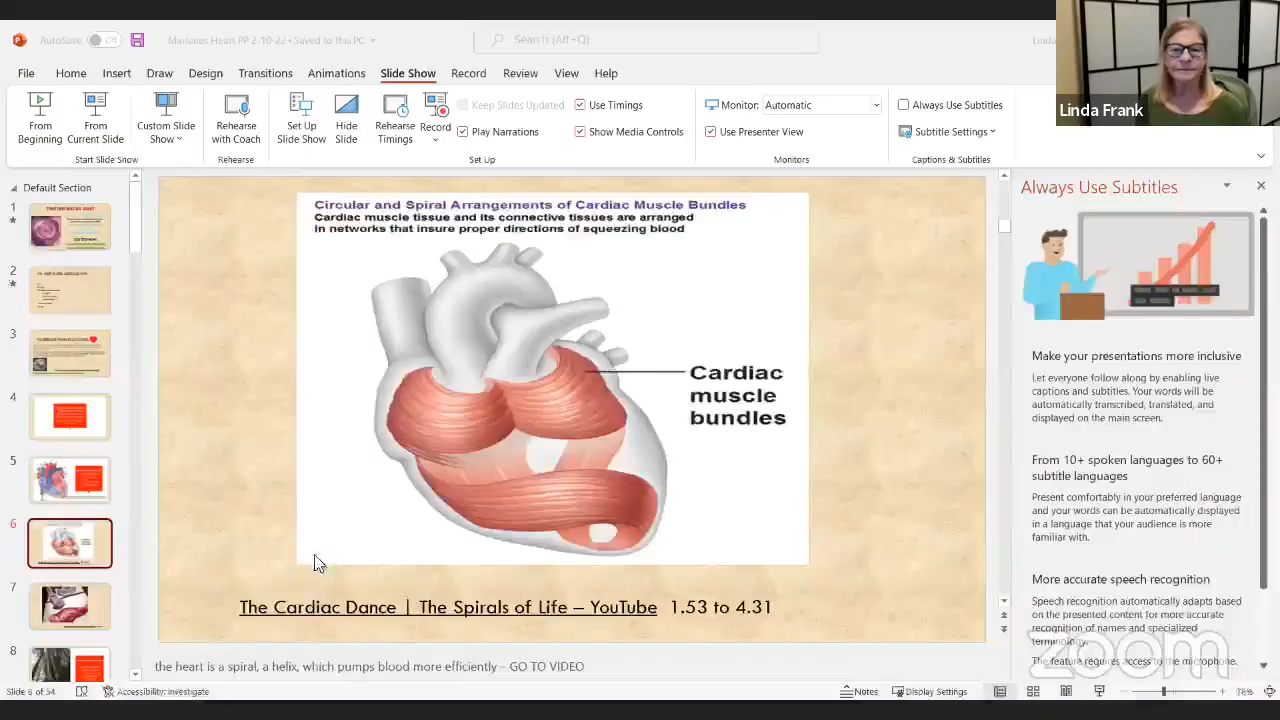 AutoSave Off Marlenes Heart PP 2-10-22 • Saved to this PC Search (Alt+Q) Linda
File Home Insert Draw Design Transitions Animations Slide Show Record Review View Help
Linda Frank
From Beginning
From Current Slide
Custom Slide Show
Start Slide Show
Rehearse with Coach
Rehearse
Set Up Slide Show
Hide Slide
Rehearse Timings
Record
Keep Slides Updated
Use Timings
Play Narrations
Show Media Controls
Set Up
Monitor: Automatic
Use Presenter View
Monitors
Always Use Subtitles
Subtitle Settings
Captions & Subtitles
Default Section
1
2
3
4
5
6
7
8
Circular and Spiral Arrangements of Cardiac Muscle Bundles
Cardiac muscle tissue and its connective tissues are arranged
in networks that insure proper directions of squeezing blood
Cardiac
muscle
bundles
The Cardiac Dance | The Spirals of Life – YouTube 1.53 to 4.31
the heart is a spiral, a helix, which pumps blood more efficiently – GO TO VIDEO
Always Use Subtitles
Make your presentations more inclusive
Let everyone follow along by enabling live
captions and subtitles. Your words will be
automatically transcribed, translated, and
displayed on the main screen.
From 10+ spoken languages to 60+
subtitle languages
Present comfortably in your preferred language
and your words can be automatically displayed
in a language that your audience is more
familiar with.
More accurate speech recognition
Speech recognition automatically adapts based
on the presented content for more accurate
recognition of names and specialized
terminology.
The feature requires access to the microphone.
zoom
Slide 6 of 54 Accessibility: Investigate Notes Display Settings 78%